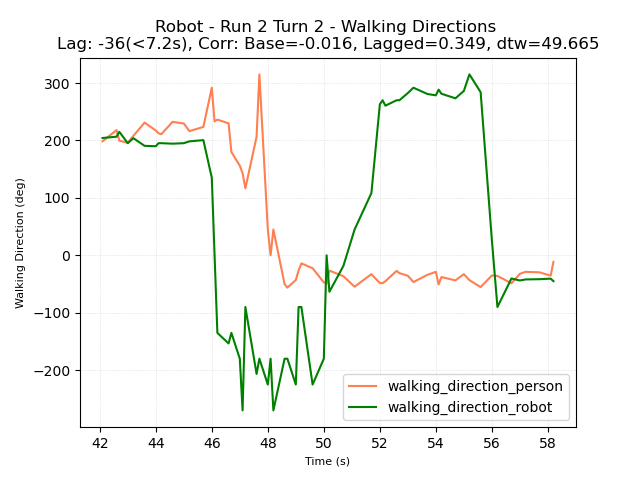 Robot - Run 2 Turn 2 - Walking Directions
Lag: -36(<7.2s), Corr: Base=-0.016, Lagged=0.349, dtw=49.665
300
200
100
0
−100
−200
Walking Direction (deg)
walking_direction_person
walking_direction_robot
42 44 46 48 50 52 54 56 58
Time (s)